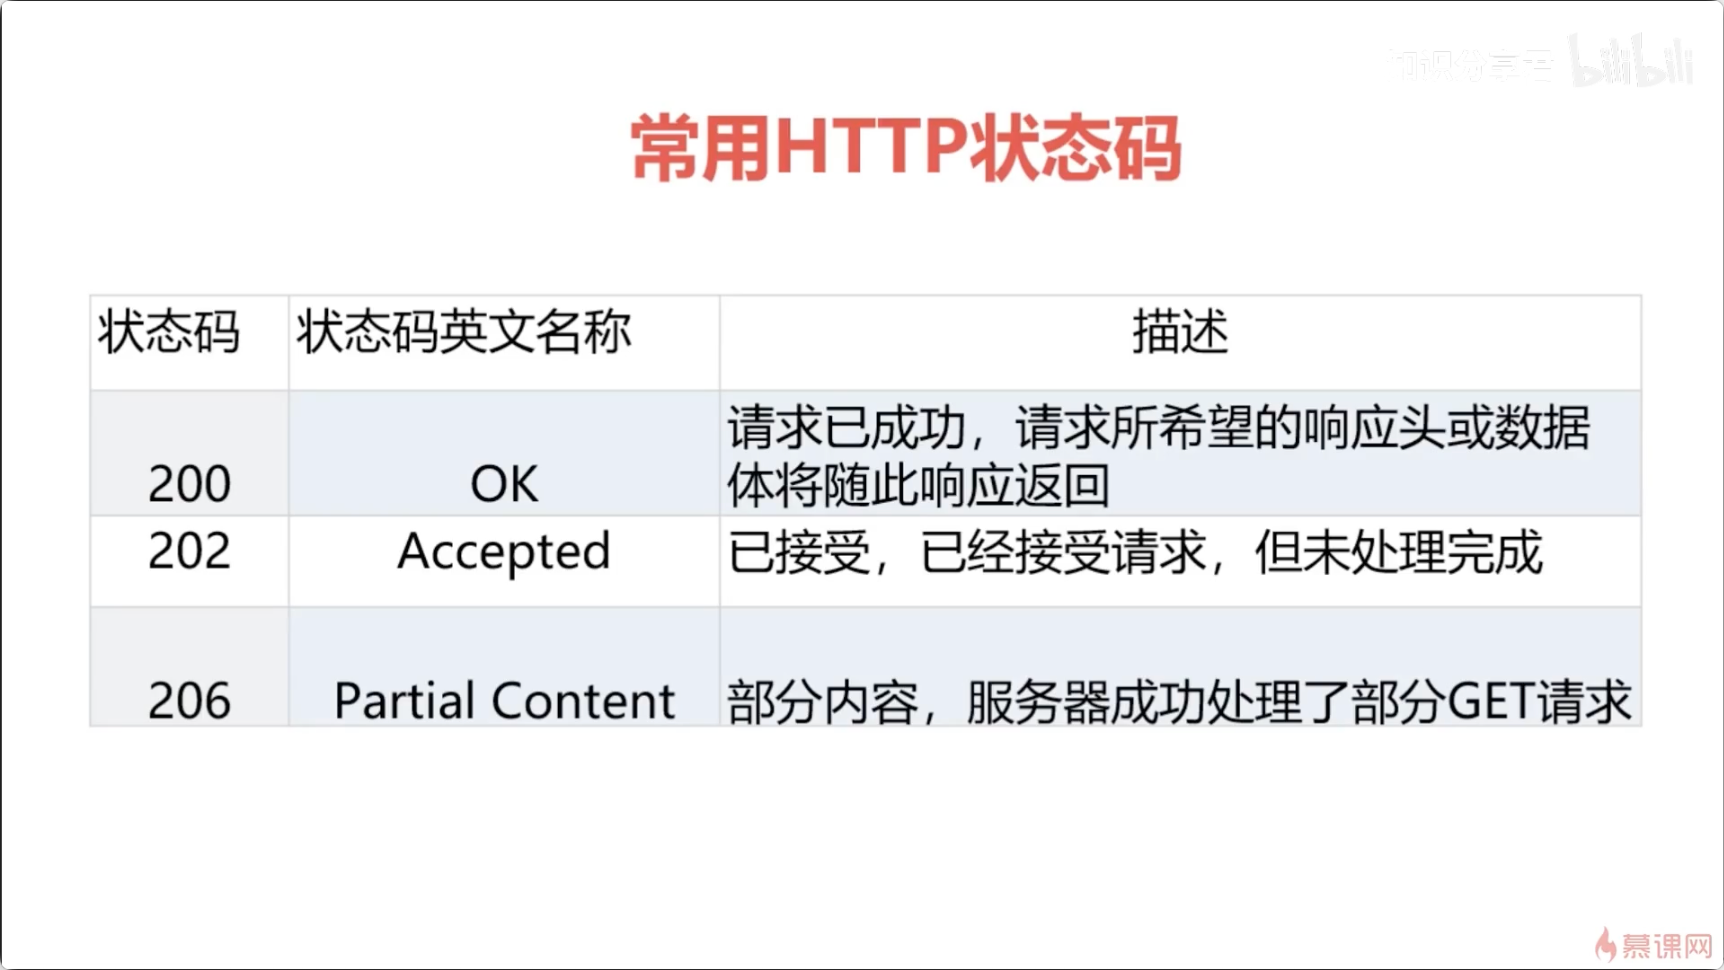 知识分享君 bilibili
常用HTTP状态码
状态码 状态码英文名称 描述
200 OK 请求已成功，请求所希望的响应头或数据
体将随此响应返回
202 Accepted 已接受，已经接受请求，但未处理完成
206 Partial Content 部分内容，服务器成功处理了部分GET请求
慕课网